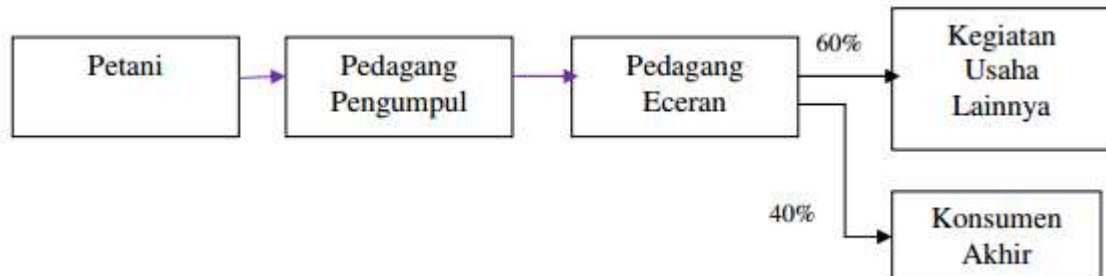 Petani
Pedagang
Pengumpul
Pedagang
Eceran
60%
Kegiatan
Usaha
Lainnya
40%
Konsumen
Akhir